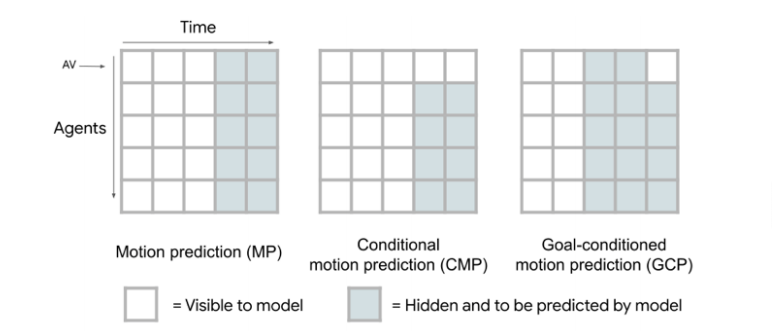 Time
AV
Agents
Motion prediction (MP)
Conditional
motion prediction (CMP)
Goal-conditioned
motion prediction (GCP)
= Visible to model
= Hidden and to be predicted by model